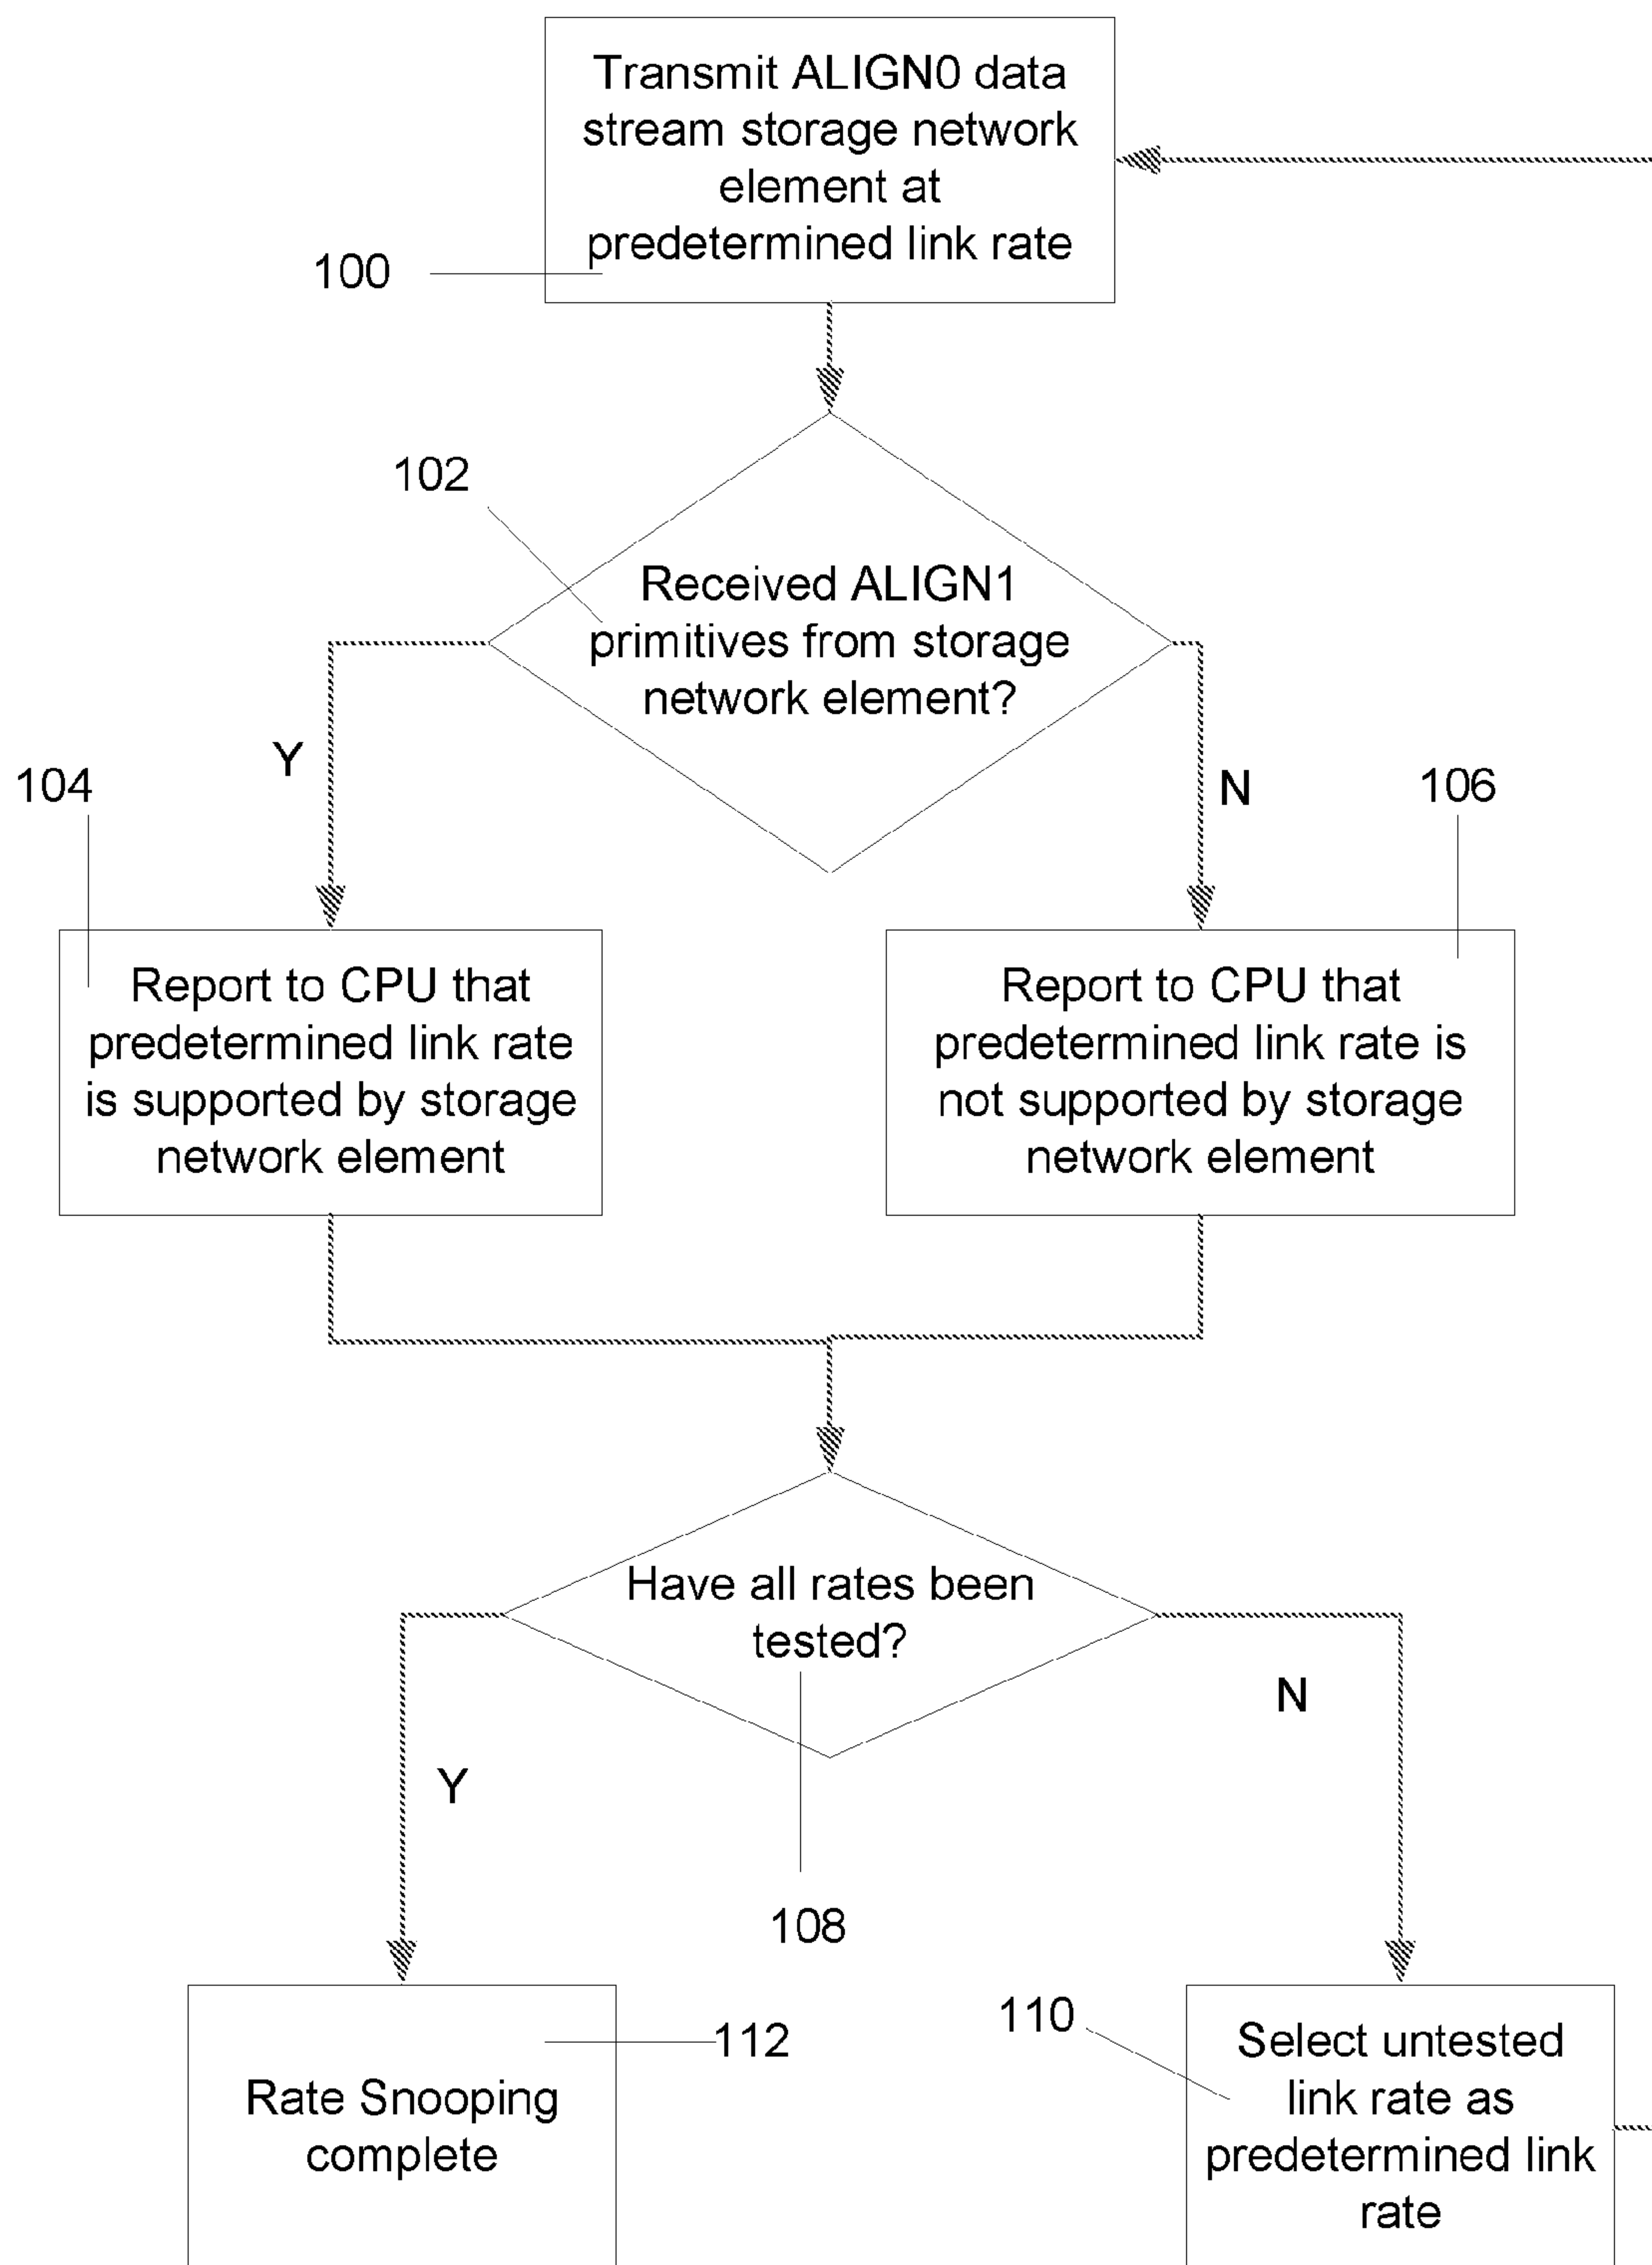 Transmit ALIGN0 data
stream storage network
element at
predetermined link rate
100
102
Received ALIGN1
primitives from storage
network element?
Y
N
104
106
Report to CPU that
predetermined link rate
is supported by storage
network element
Report to CPU that
predetermined link rate is
not supported by storage
network element
Have all rates been
tested?
N
Y
108
112
110
Rate Snooping
complete
Select untested
link rate as
predetermined link
rate